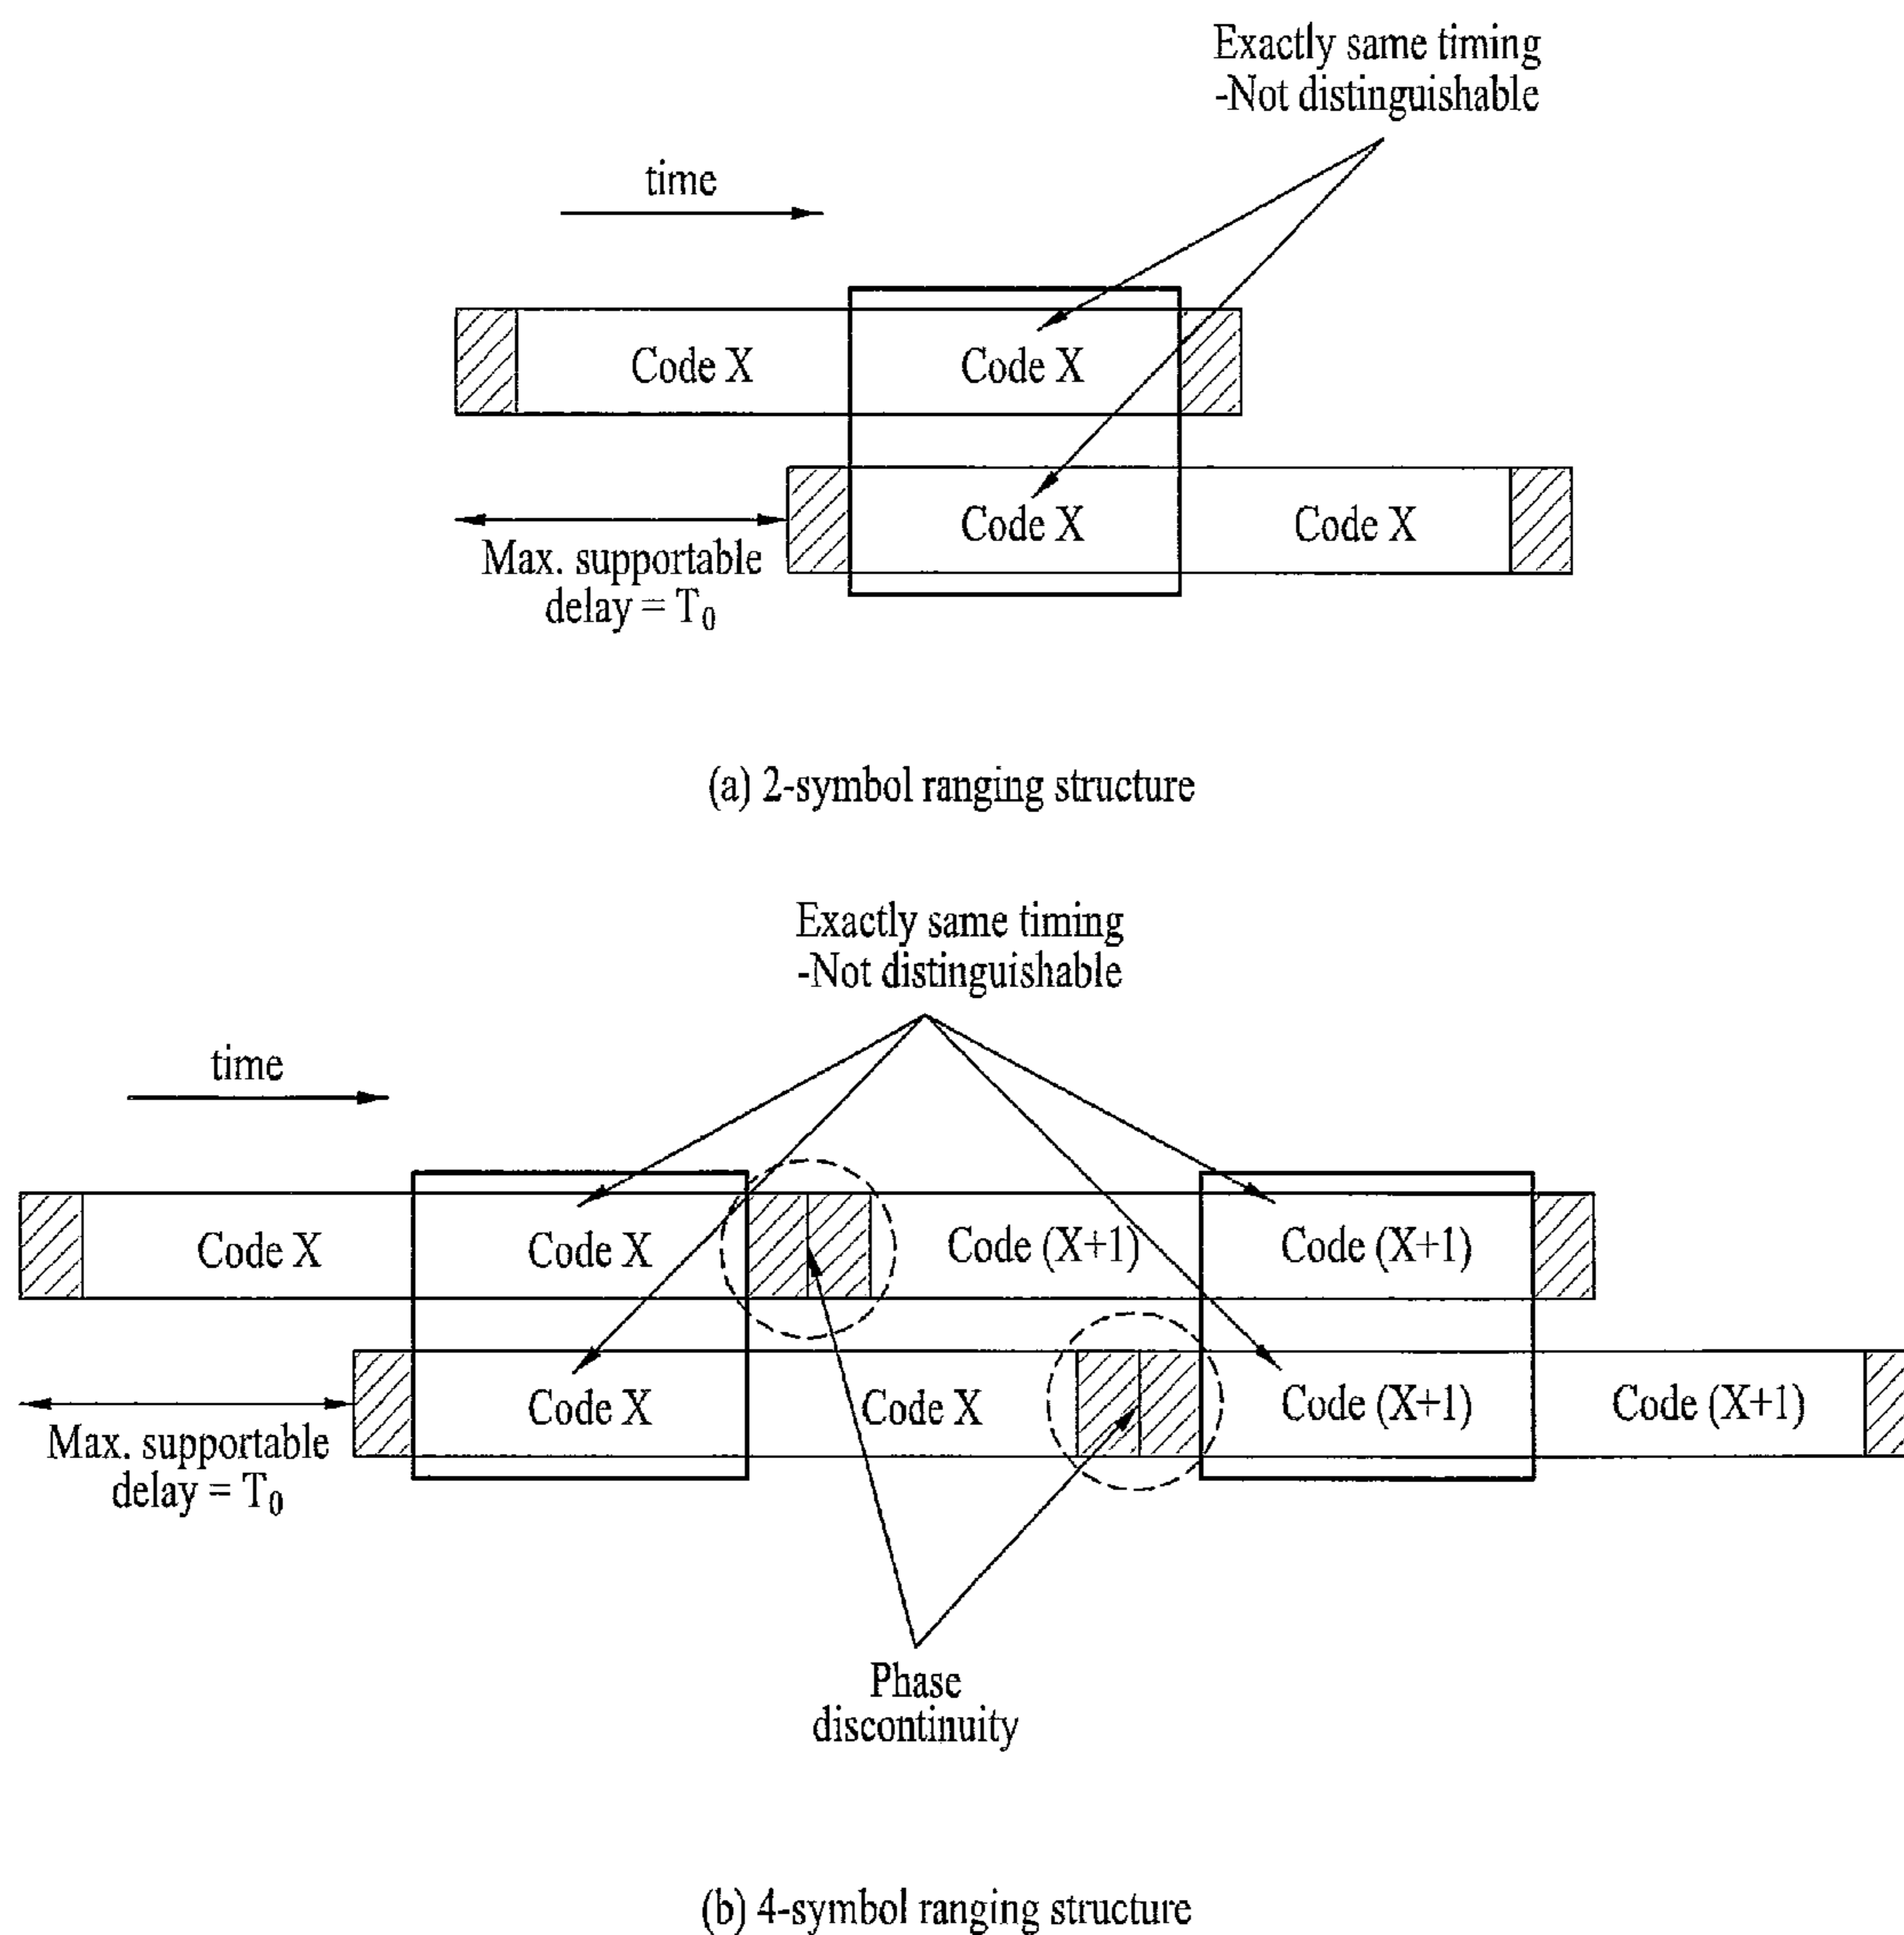 Exactly same timing
-Not distinguishable
time
Code X
Code X
Code X
Code X
Max. supportable
delay = T₀
(a) 2-symbol ranging structure
Exactly same timing
-Not distinguishable
time
Code X
Code X
Code (X+1)
Code (X+1)
Code X
Code X
Code (X+1)
Code (X+1)
Max. supportable
delay = T₀
Phase
discontinuity
(b) 4-symbol ranging structure